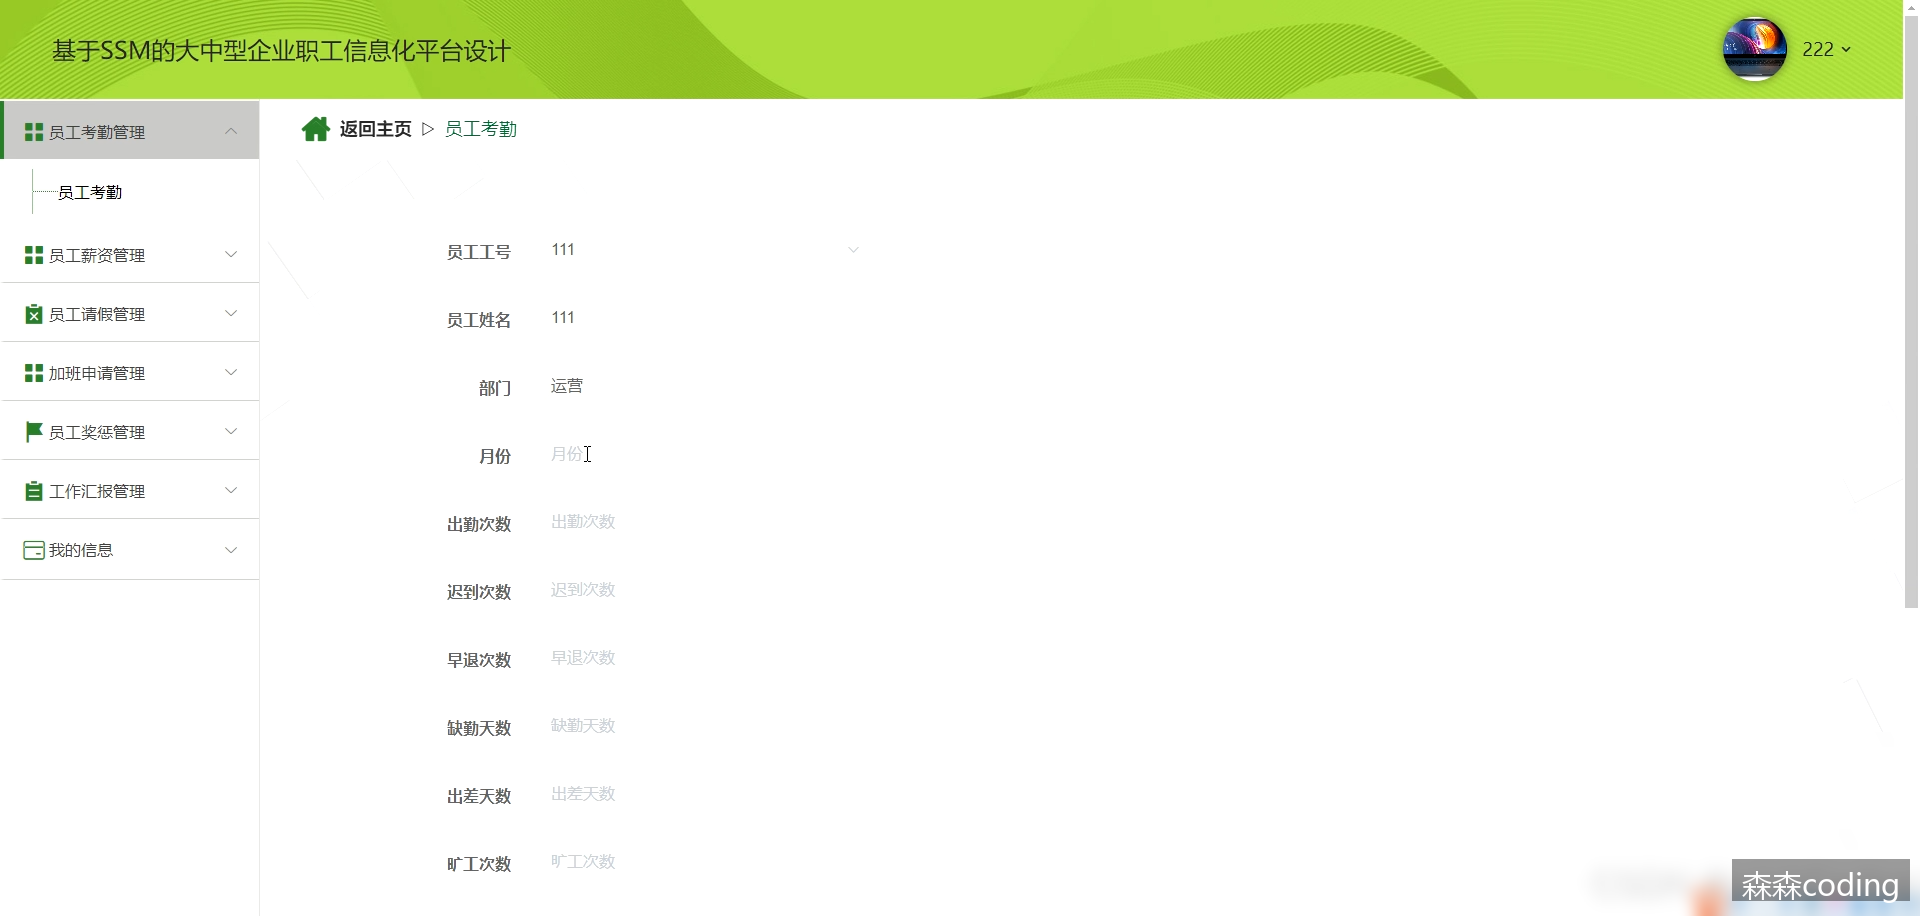 基于SSM的大中型企业职工信息化平台设计
222
员工考勤管理
员工考勤
员工薪资管理
员工请假管理
加班申请管理
员工奖惩管理
工作汇报管理
我的信息
返回主页 ▷ 员工考勤
员工工号 111
员工姓名 111
部门 运营
月份 月份
出勤次数 出勤次数
迟到次数 迟到次数
早退次数 早退次数
缺勤天数 缺勤天数
出差天数 出差天数
旷工次数 旷工次数
森森coding